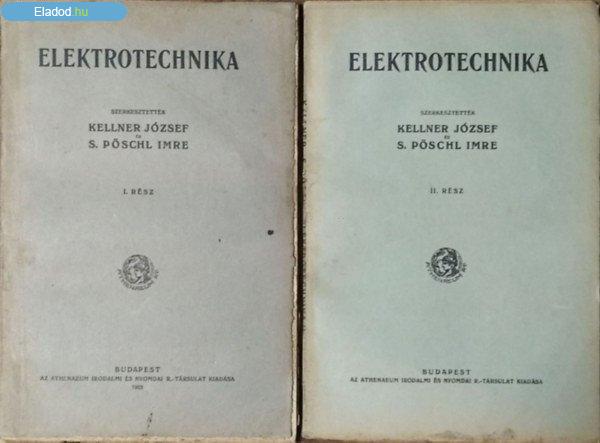 Eladod.hu
ELEKTROTECHNIKA
SZERKESZTETTÉK
KELLNER JÓZSEF
ÉS
S. PÖSCHL IMRE
I. RÉSZ
BUDAPEST
AZ ATHENAEUM IRODALMI ÉS NYOMDAI R.-TÁRSULAT KIADÁSA
ELEKTROTECHNIKA
SZERKESZTETTÉK
KELLNER JÓZSEF
ÉS
S. PÖSCHL IMRE
II. RÉSZ
BUDAPEST
AZ ATHENAEUM IRODALMI ÉS NYOMDAI R.-TÁRSULAT KIADÁSA